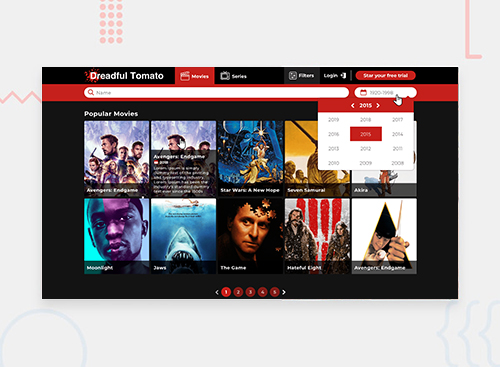 Dreadful Tomato
Movies
Series
Filters
Login
Star your free trial
Name
1920-1998
2015
2019 2018 2017
2016 2015 2014
2013 2012 2011
2010 2009 2008
Popular Movies
Avengers: Endgame
Avengers: Endgame
2019
Lorem Ipsum is simply
dummy text of the printing
and typesetting industry.
Lorem Ipsum has been the
industry's standard dummy
text ever since the 1500s.
Star Wars: A New Hope
Seven Samurai
Akira
Moonlight
Jaws
JAWS
The Game
Hateful Eight
Avengers: Endgame
1 2 3 4 5